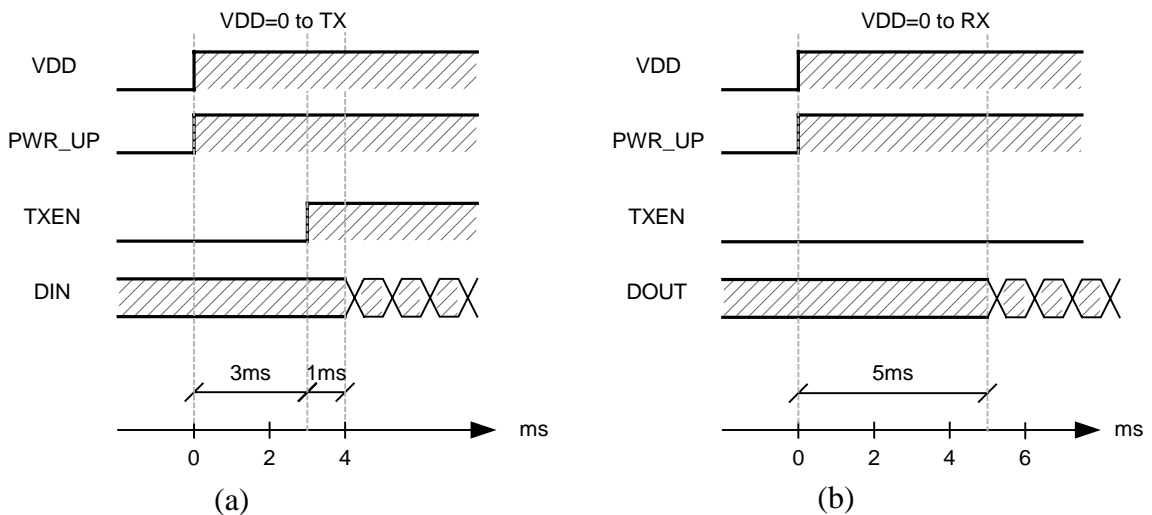 VDD=0 to TX
VDD=0 to RX
VDD
VDD
PWR_UP
PWR_UP
TXEN
TXEN
DIN
DOUT
3ms
1ms
5ms
ms
ms
0 2 4
0 2 4 6
(a)
(b)